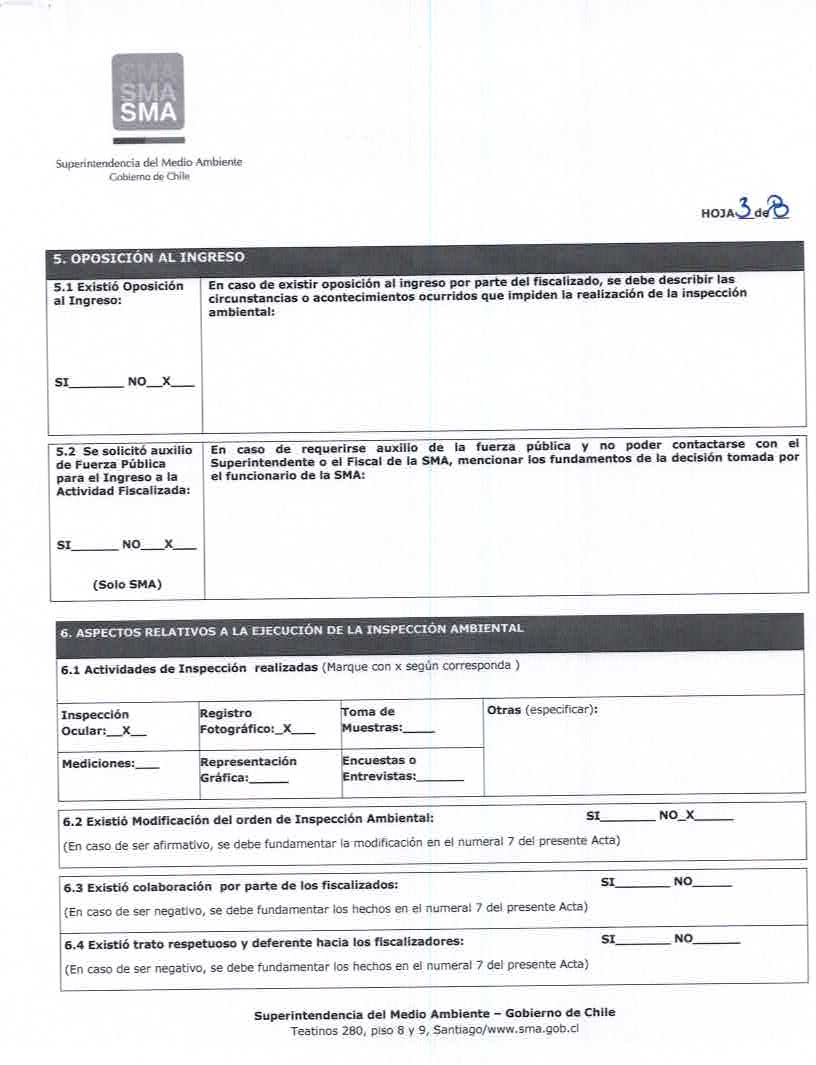 SMA
SMA
SMA
Superintendencia del Medio Ambiente
Gobierno de Chile
HOJA 3 de
5. OPOSICIÓN AL INGRESO
5.1 Existió Oposición al Ingreso:
SI________ NO__X___
En caso de existir oposición al ingreso por parte del fiscalizado, se debe describir las
circunstancias o acontecimientos ocurridos que impiden la realización de la inspección
ambiental:
5.2 Se solicitó auxilio
de Fuerza Pública
para el Ingreso a la
Actividad Fiscalizada:
SI_______ NO___X___
(Solo SMA)
En caso de requerirse auxilio de la fuerza pública y no poder contactarse con el
Superintendente o el Fiscal de la SMA, mencionar los fundamentos de la decisión tomada por
el funcionario de la SMA:
6. ASPECTOS RELATIVOS A LA EJECUCIÓN DE LA INSPECCIÓN AMBIENTAL
6.1 Actividades de Inspección realizadas (Marque con x según corresponda )
Inspección
Ocular:__X__
Registro
Fotográfico:_X___
Toma de
Muestras:____
Otras (especificar):
Mediciones:___
Representación
Gráfica:_____
Encuestas o
Entrevistas:______
6.2 Existió Modificación del orden de Inspección Ambiental: SI_______ NO_X_____
(En caso de ser afirmativo, se debe fundamentar la modificación en el numeral 7 del presente Acta)
6.3 Existió colaboración por parte de los fiscalizados: SI_______ NO_____
(En caso de ser negativo, se debe fundamentar los hechos en el numeral 7 del presente Acta)
6.4 Existió trato respetuoso y deferente hacia los fiscalizadores: SI_______ NO______
(En caso de ser negativo, se debe fundamentar los hechos en el numeral 7 del presente Acta)
Superintendencia del Medio Ambiente – Gobierno de Chile
Teatinos 280, piso 8 y 9, Santiago/www.sma.gob.cl